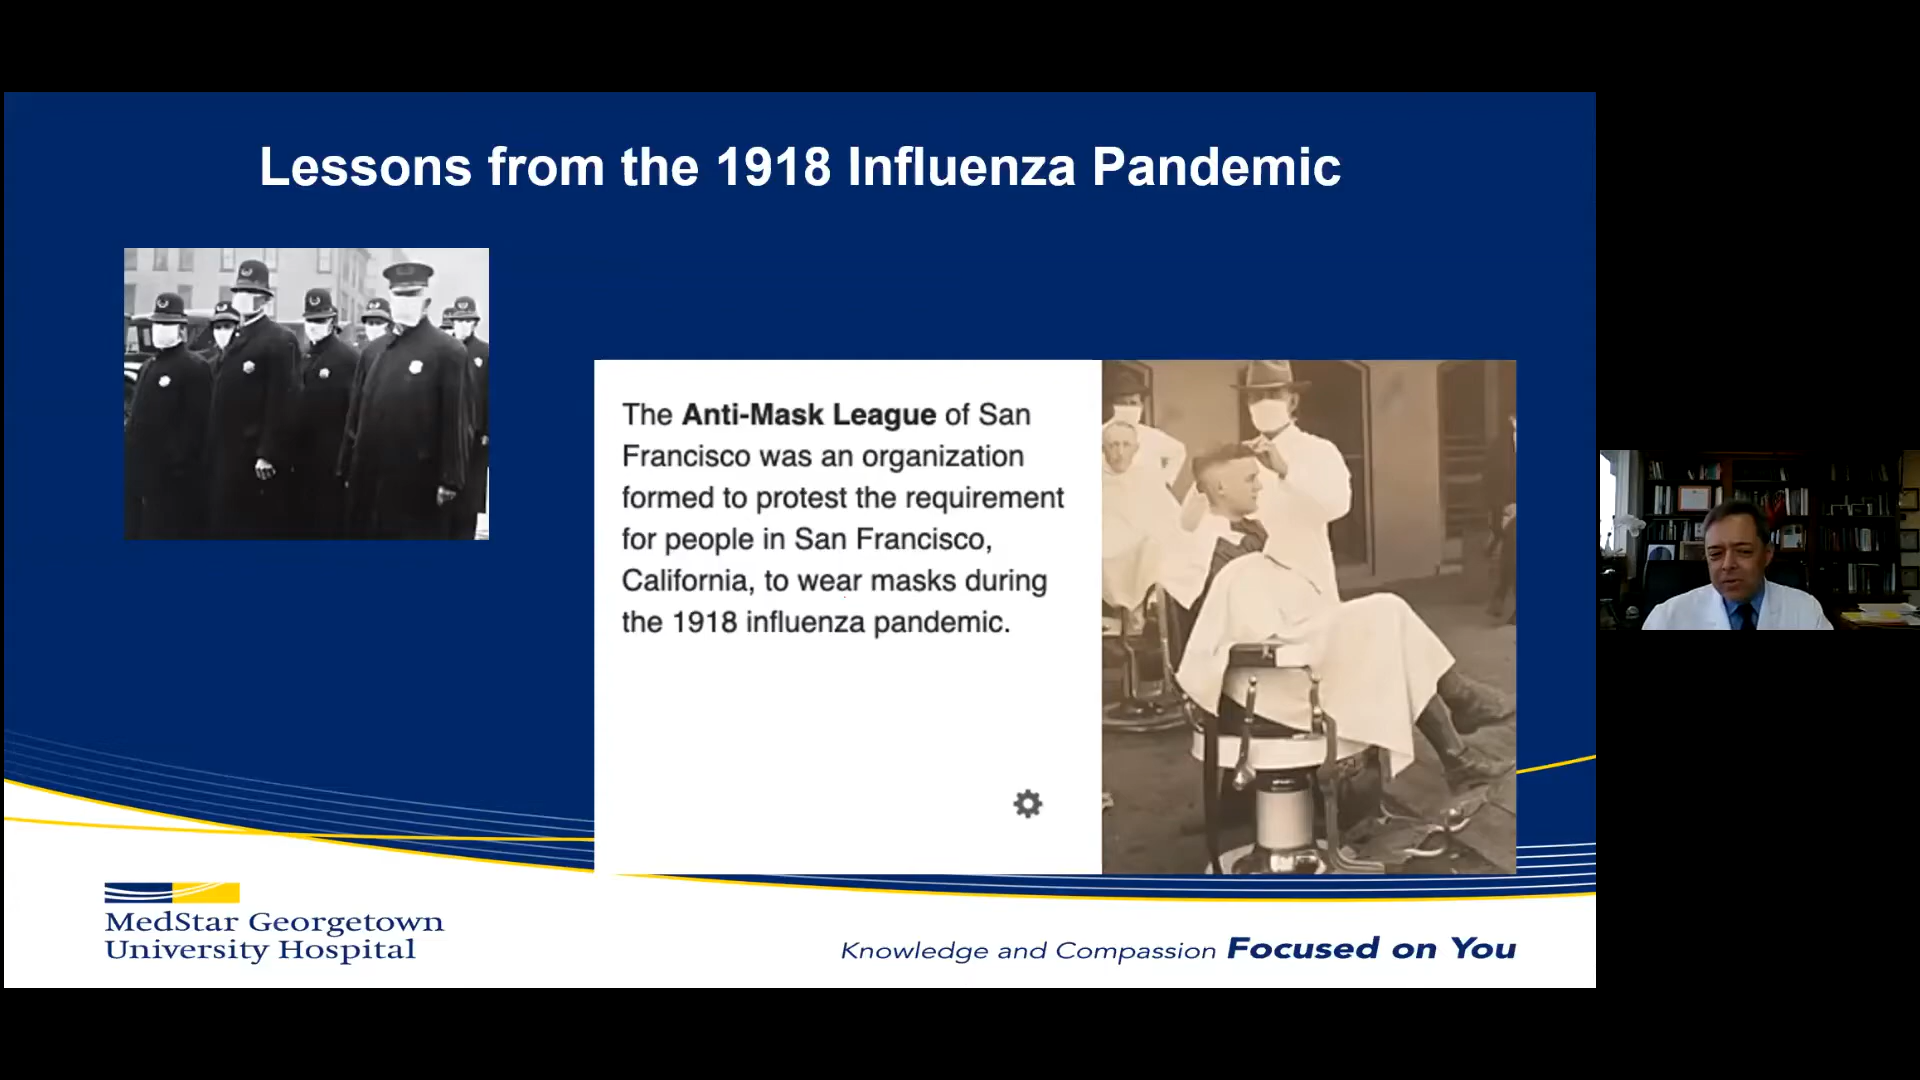 Lessons from the 1918 Influenza Pandemic
The Anti-Mask League of San
Francisco was an organization
formed to protest the requirement
for people in San Francisco,
California, to wear masks during
the 1918 influenza pandemic.
MedStar Georgetown
University Hospital
Knowledge and Compassion Focused on You